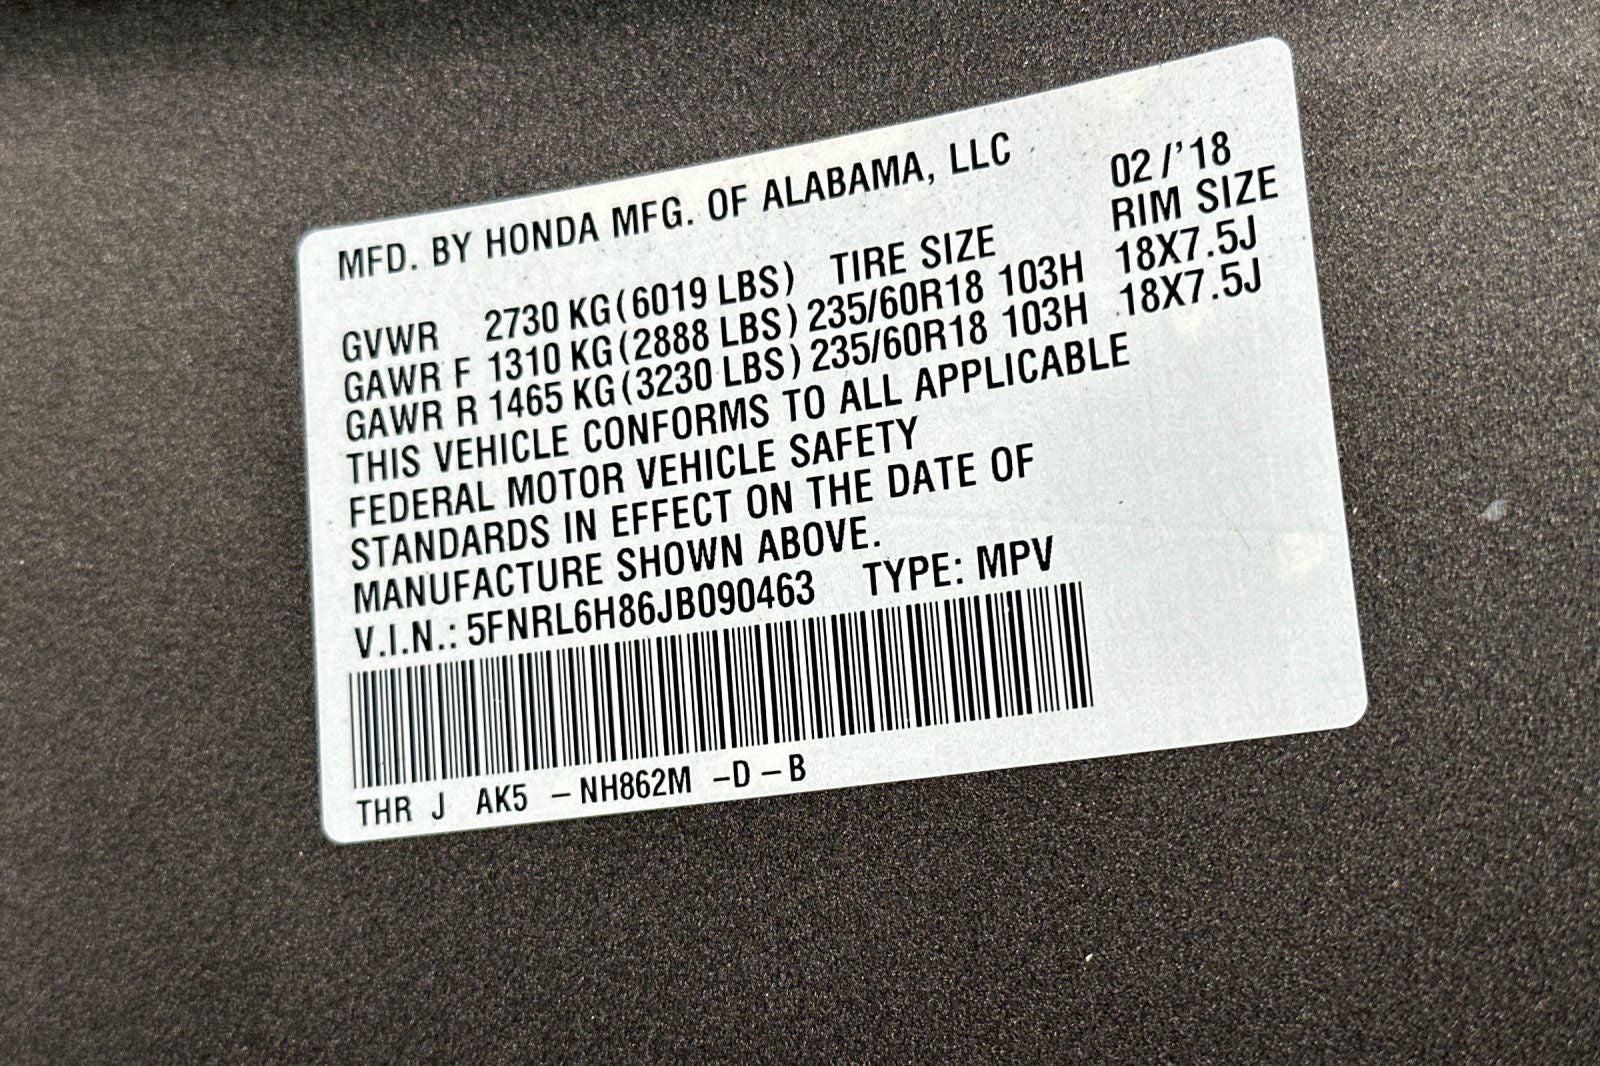 MFD. BY HONDA MFG. OF ALABAMA, LLC 02/'18
GVWR 2730 KG(6019 LBS) TIRE SIZE RIM SIZE
GAWR F 1310 KG(2888 LBS) 235/60R18 103H 18X7.5J
GAWR R 1465 KG(3230 LBS) 235/60R18 103H 18X7.5J
THIS VEHICLE CONFORMS TO ALL APPLICABLE
FEDERAL MOTOR VEHICLE SAFETY
STANDARDS IN EFFECT ON THE DATE OF
MANUFACTURE SHOWN ABOVE.
V.I.N.: 5FNRL6H86JB090463 TYPE: MPV
THR J AK5 -NH862M -D-B